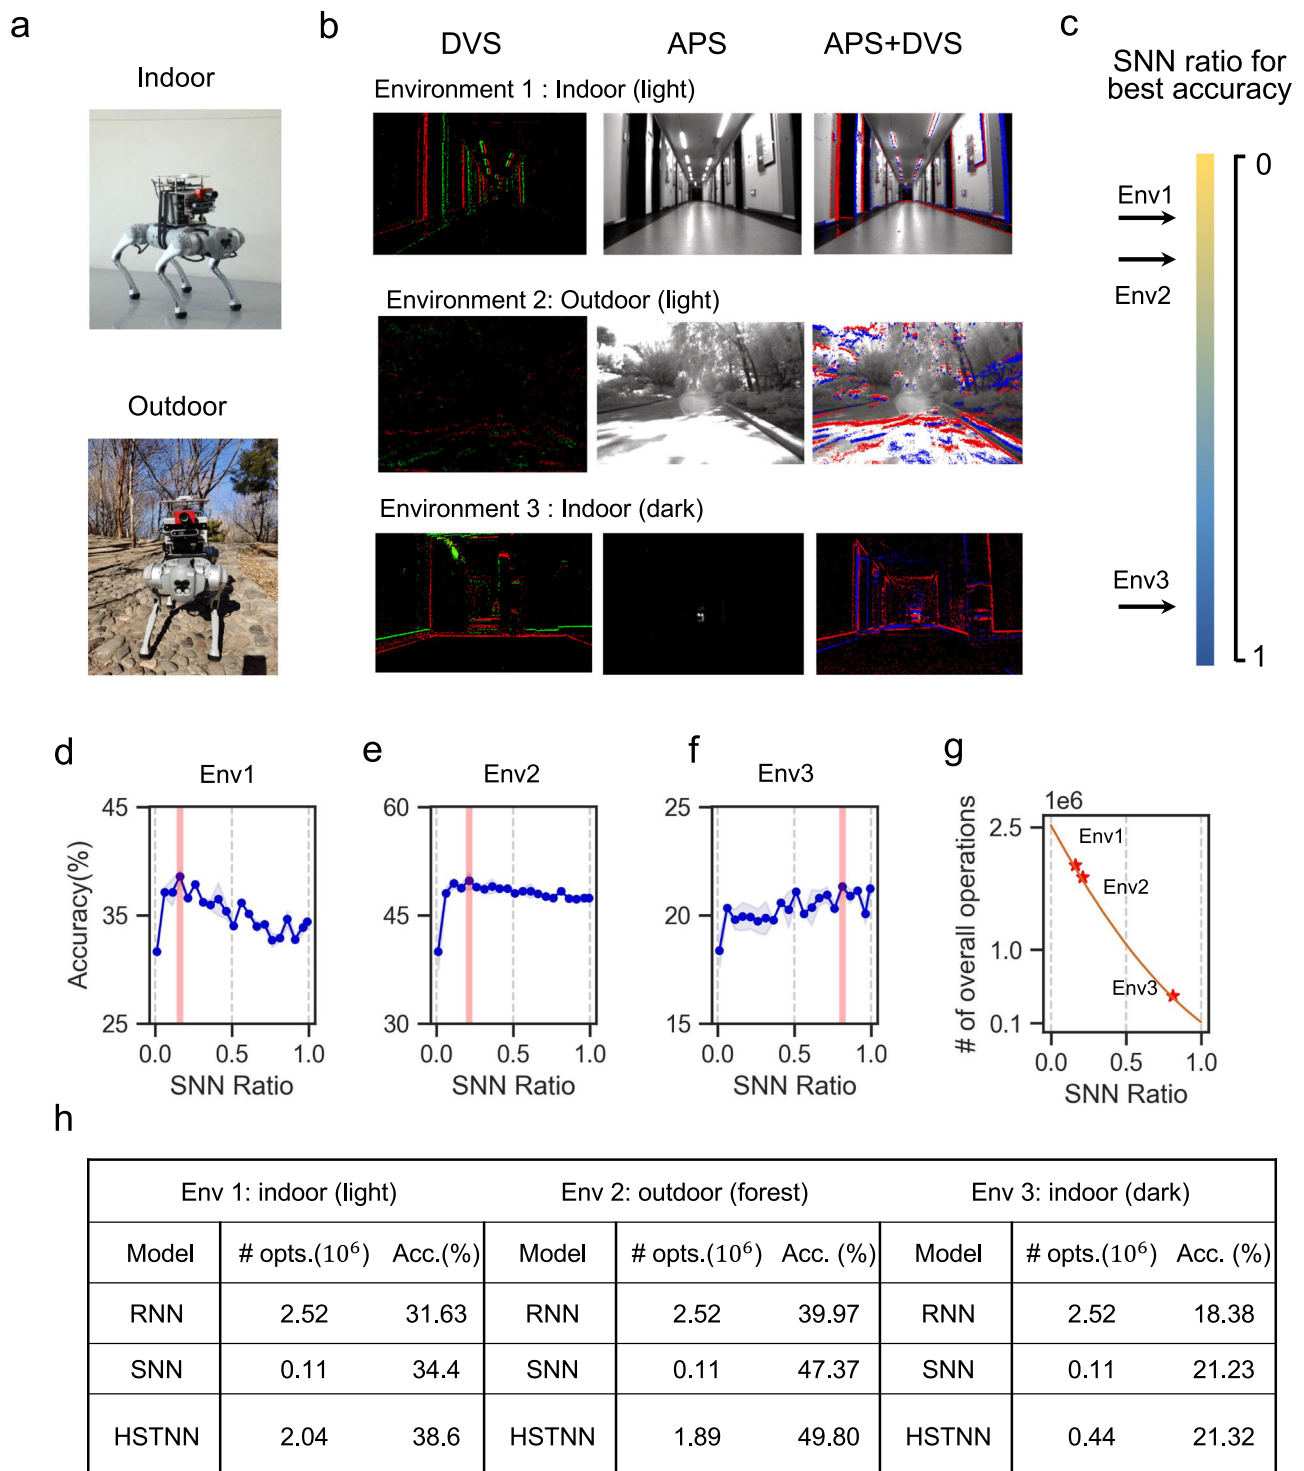 a
Indoor
Outdoor
b
DVS APS APS+DVS
Environment 1 : Indoor (light)
Environment 2: Outdoor (light)
Environment 3 : Indoor (dark)
c
SNN ratio for
best accuracy
0
Env1
Env2
Env3
1
d
Env1
45
35
25
Accuracy(%)
0.0 0.5 1.0
SNN Ratio
e
Env2
60
45
30
0.0 0.5 1.0
SNN Ratio
f
Env3
25
20
15
0.0 0.5 1.0
SNN Ratio
g
1e6
2.5
1.0
0.1
# of overall operations
Env1
Env2
Env3
0.0 0.5 1.0
SNN Ratio
h
Env 1: indoor (light) Env 2: outdoor (forest) Env 3: indoor (dark)
Model # opts.(10⁶) Acc.(%) Model # opts.(10⁶) Acc. (%) Model # opts.(10⁶) Acc. (%)
RNN 2.52 31.63 RNN 2.52 39.97 RNN 2.52 18.38
SNN 0.11 34.4 SNN 0.11 47.37 SNN 0.11 21.23
HSTNN 2.04 38.6 HSTNN 1.89 49.80 HSTNN 0.44 21.32